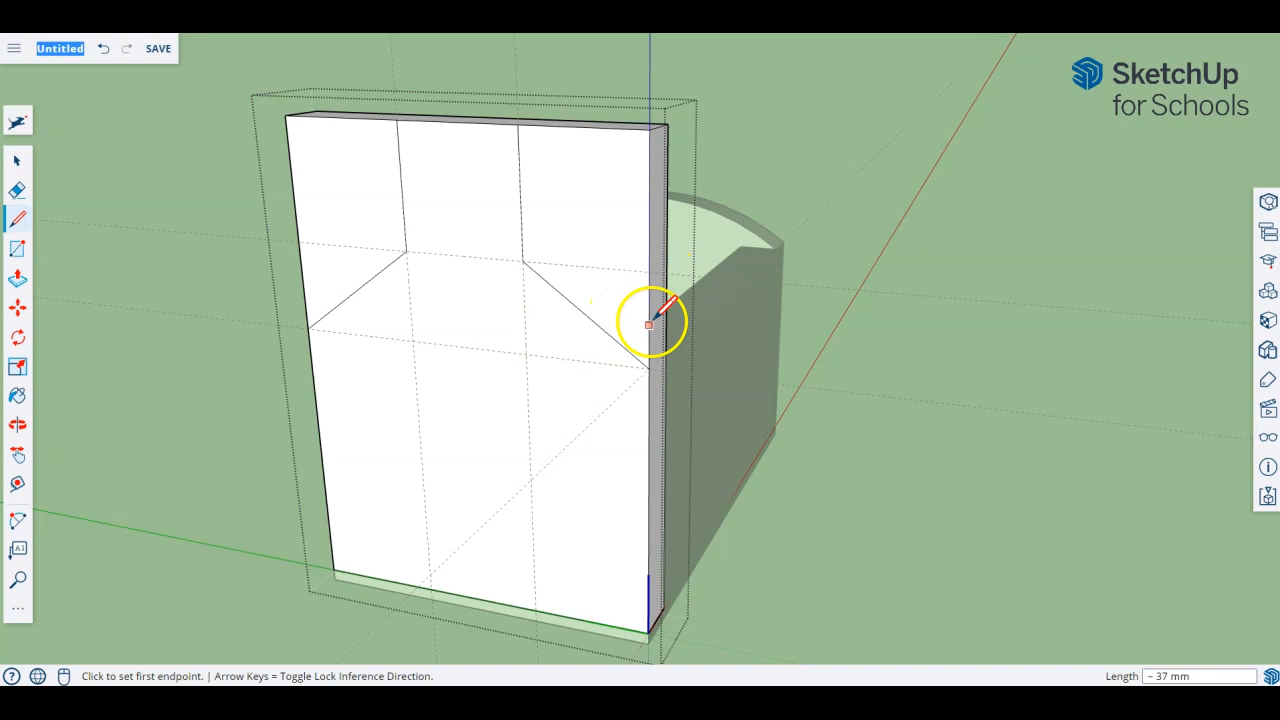 Untitled
SAVE
SketchUp
for Schools
A1
Click to set first endpoint. | Arrow Keys = Toggle Lock Inference Direction.
Length ~ 37 mm